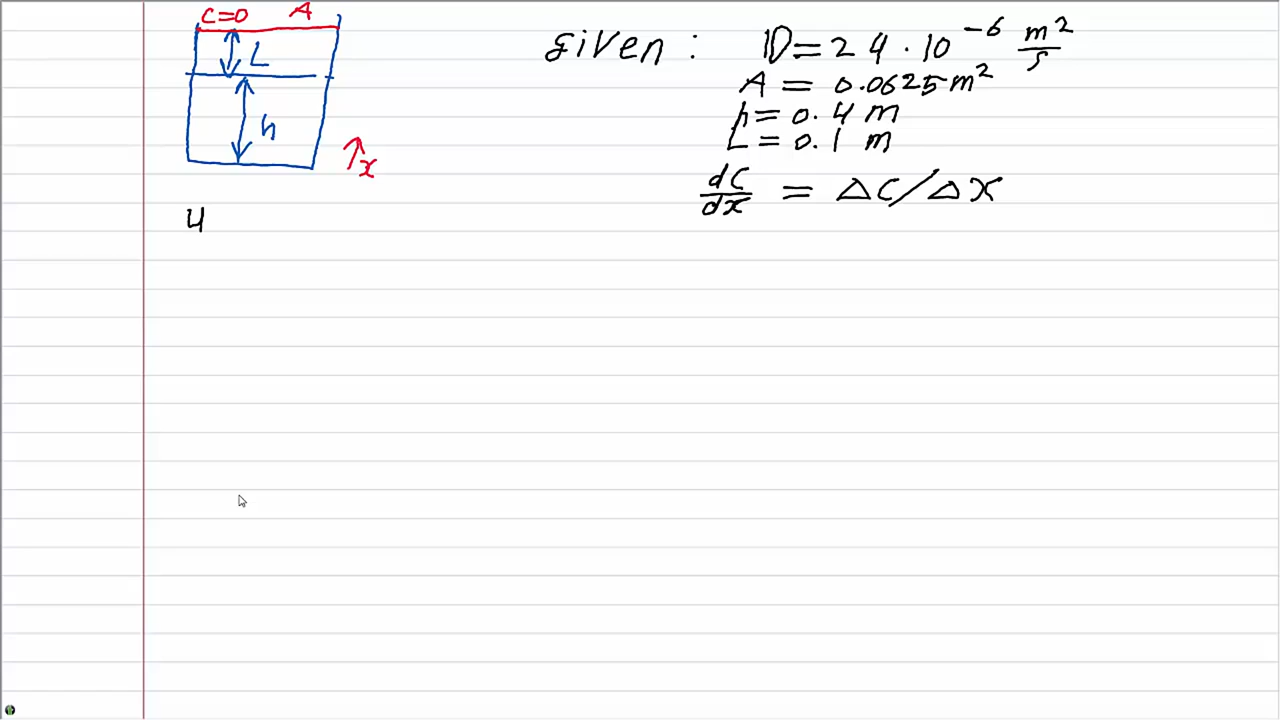 C=0 A
L
h
x
given : D = 24 · 10⁻⁶ m²/s
A = 0.0625 m²
h = 0.4 m
L = 0.1 m
dC/dx = ΔC/Δx
4